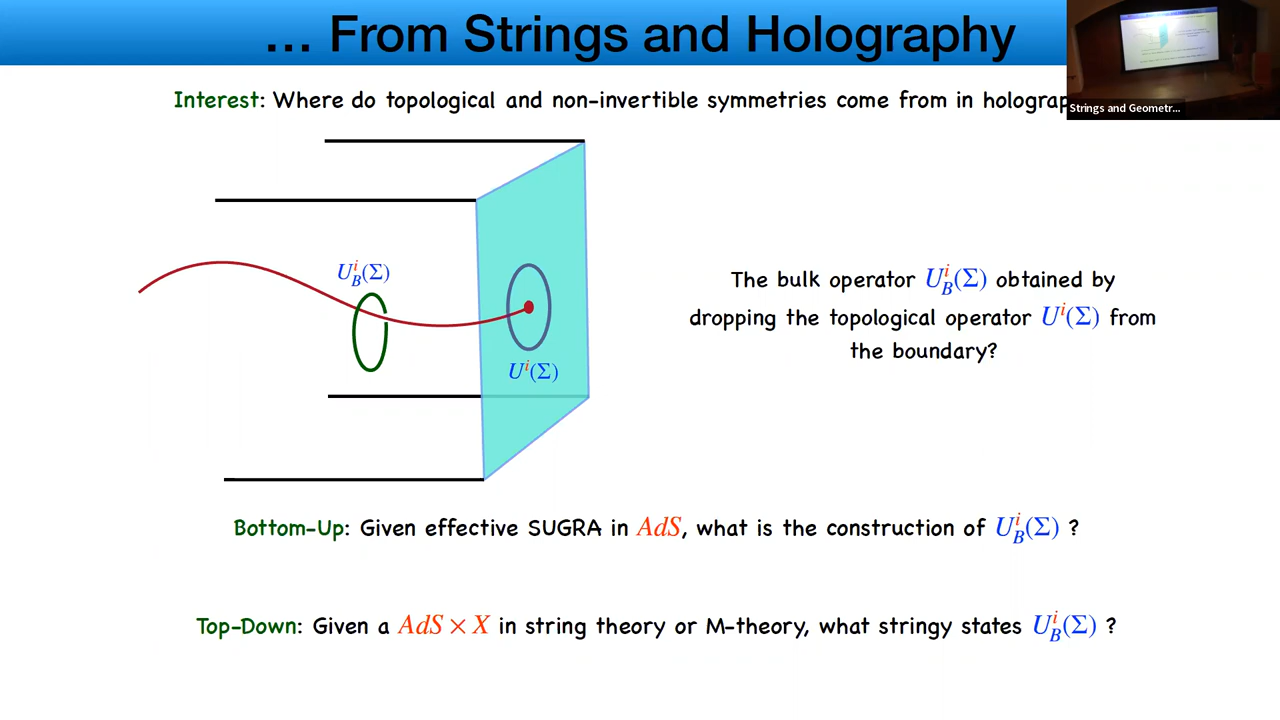 ... From Strings and Holography
Interest: Where do topological and non-invertible symmetries come from in
Strings and Geometr...
U_B^i(Σ)
U^i(Σ)
The bulk operator U_B^i(Σ) obtained by
dropping the topological operator U^i(Σ) from
the boundary?
Bottom-Up: Given effective SUGRA in AdS, what is the construction of U_B^i(Σ) ?
Top-Down: Given a AdS × X in string theory or M-theory, what stringy states U_B^i(Σ) ?